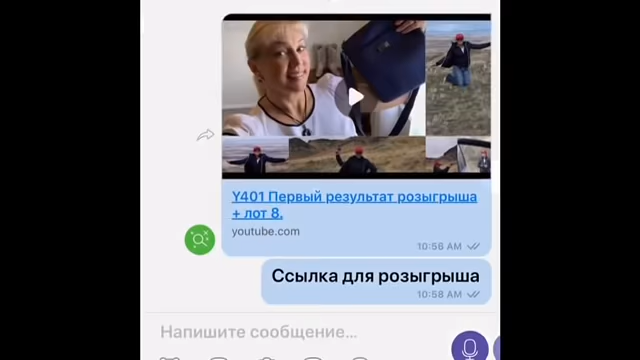 Y401 Первый результат розыгрыша
+ лот 8.
youtube.com
10:58 AM
Ссылка для розыгрыша
10:58 AM
Напишите сообщение...